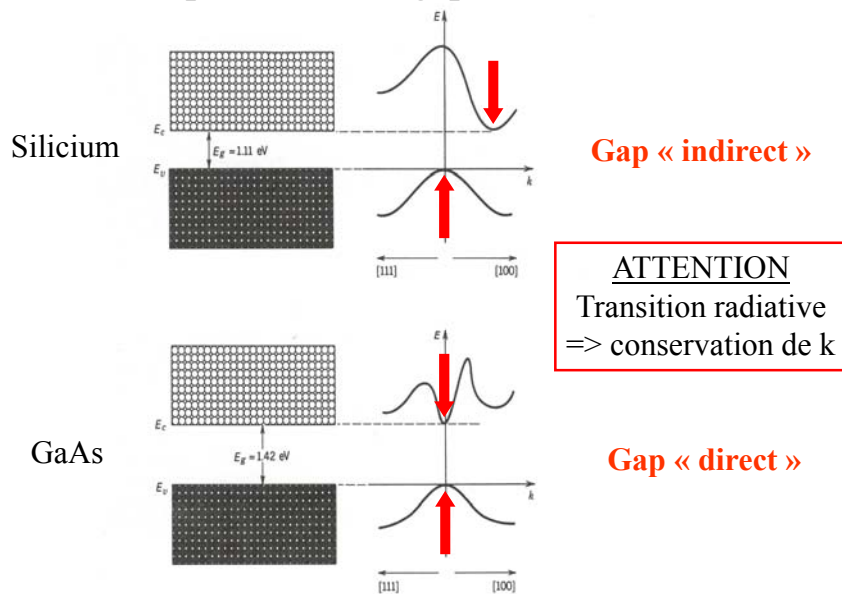 E
Silicium
E_c
E_g = 1.11 eV
E_v
k
[111]
[100]
Gap « indirect »
ATTENTION
Transition radiative
=> conservation de k
E
GaAs
E_c
E_g = 1.42 eV
E_v
k
[111]
[100]
Gap « direct »